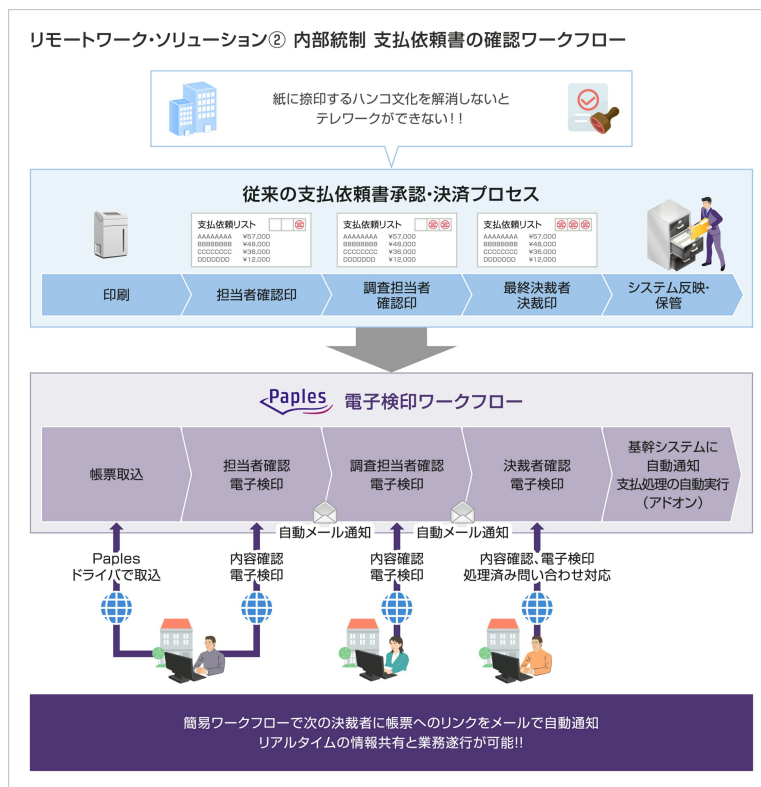 リモートワーク・ソリューション② 内部統制 支払依頼書の確認ワークフロー
紙に捺印するハンコ文化を解消しないと
テレワークができない!!
従来の支払依頼書承認・決済プロセス
支払依頼リスト
AAAAAAAA ¥57,000
BBBBBBBB ¥48,000
CCCCCCCC ¥36,000
DDDDDDD ¥12,000
支払依頼リスト
AAAAAAAA ¥57,000
BBBBBBBB ¥48,000
CCCCCCCC ¥36,000
DDDDDDD ¥12,000
支払依頼リスト
AAAAAAAA ¥57,000
BBBBBBBB ¥48,000
CCCCCCCC ¥36,000
DDDDDDD ¥12,000
印刷
担当者確認印
調査担当者
確認印
最終決裁者
決裁印
システム反映・
保管
Paples 電子検印ワークフロー
帳票取込
担当者確認
電子検印
調査担当者確認
電子検印
決裁者確認
電子検印
基幹システムに
自動通知
支払処理の自動実行
(アドオン)
自動メール通知
自動メール通知
Paples
ドライバで取込
内容確認
電子検印
内容確認
電子検印
内容確認、電子検印
処理済み問い合わせ対応
簡易ワークフローで次の決裁者に帳票へのリンクをメールで自動通知
リアルタイムの情報共有と業務遂行が可能!!